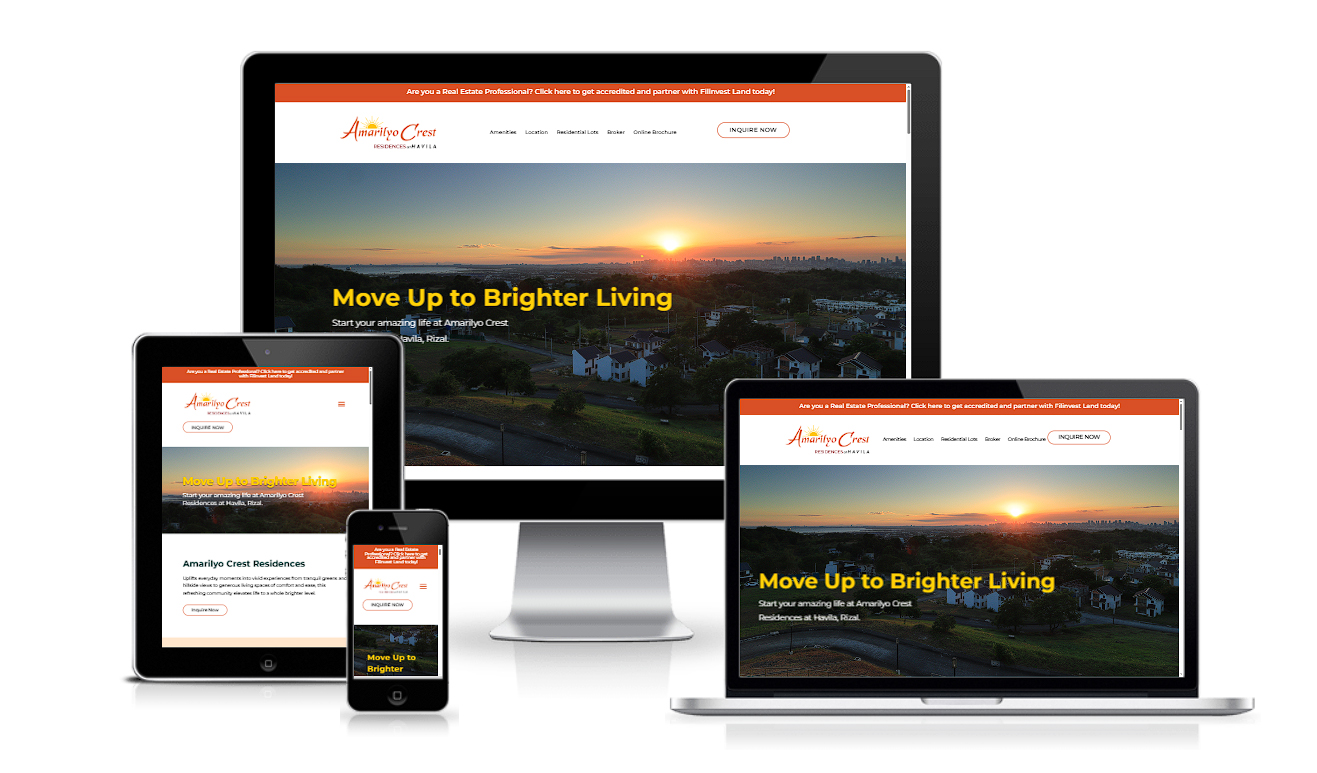 Are you a Real Estate Professional? Click here to get accredited and partner with Filinvest Land today!
Amarilyo Crest
RESIDENCES at HAVILA
Amenities Location Residential Lots Broker Online Brochure
INQUIRE NOW
Move Up to Brighter Living
Start your amazing life at Amarilyo Crest
Havila, Rizal.
Are you a Real Estate Professional? Click here to get accredited and partner
with Filinvest Land today!
Amarilyo Crest
RESIDENCES at HAVILA
INQUIRE NOW
Move Up to Brighter Living
Start your amazing life at Amarilyo Crest
Residences at Havila, Rizal.
Amarilyo Crest Residences
Uplifts everyday moments into vivid experiences from tranquil greens and
hillside views to generous living spaces of comfort and ease, this
refreshing community elevates life to a whole brighter level.
Inquire Now
Are you a Real Estate
Professional? Click here to get
accredited and partner with
Filinvest Land today!
Amarilyo Crest
INQUIRE NOW
Move Up to
Brighter
Are you a Real Estate Professional? Click here to get accredited and partner with Filinvest Land today!
Amarilyo Crest
RESIDENCES at HAVILA
Amenities Location Residential Lots Broker Online Brochure
INQUIRE NOW
Move Up to Brighter Living
Start your amazing life at Amarilyo Crest
Residences at Havila, Rizal.